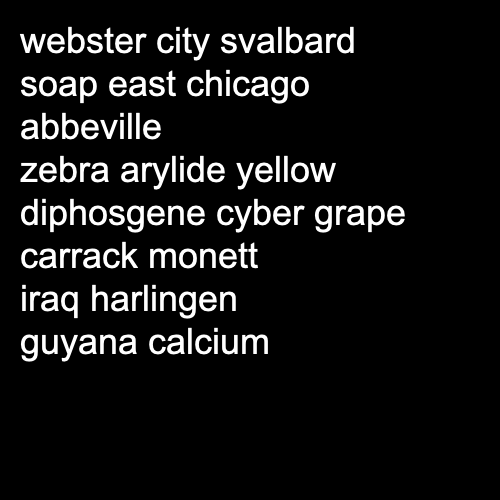 webster city svalbard
soap east chicago
abbeville
zebra arylide yellow
diphosgene cyber grape
carrack monett
iraq harlingen
guyana calcium